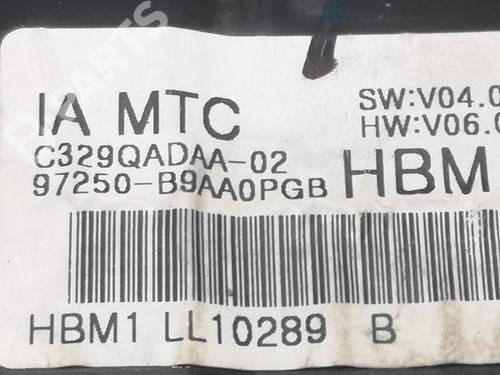 IA MTC
SW:V04.0
HW:V06.0
C329QADAA-02
97250-B9AA0PGB HBM
HBM1 LL10289 B